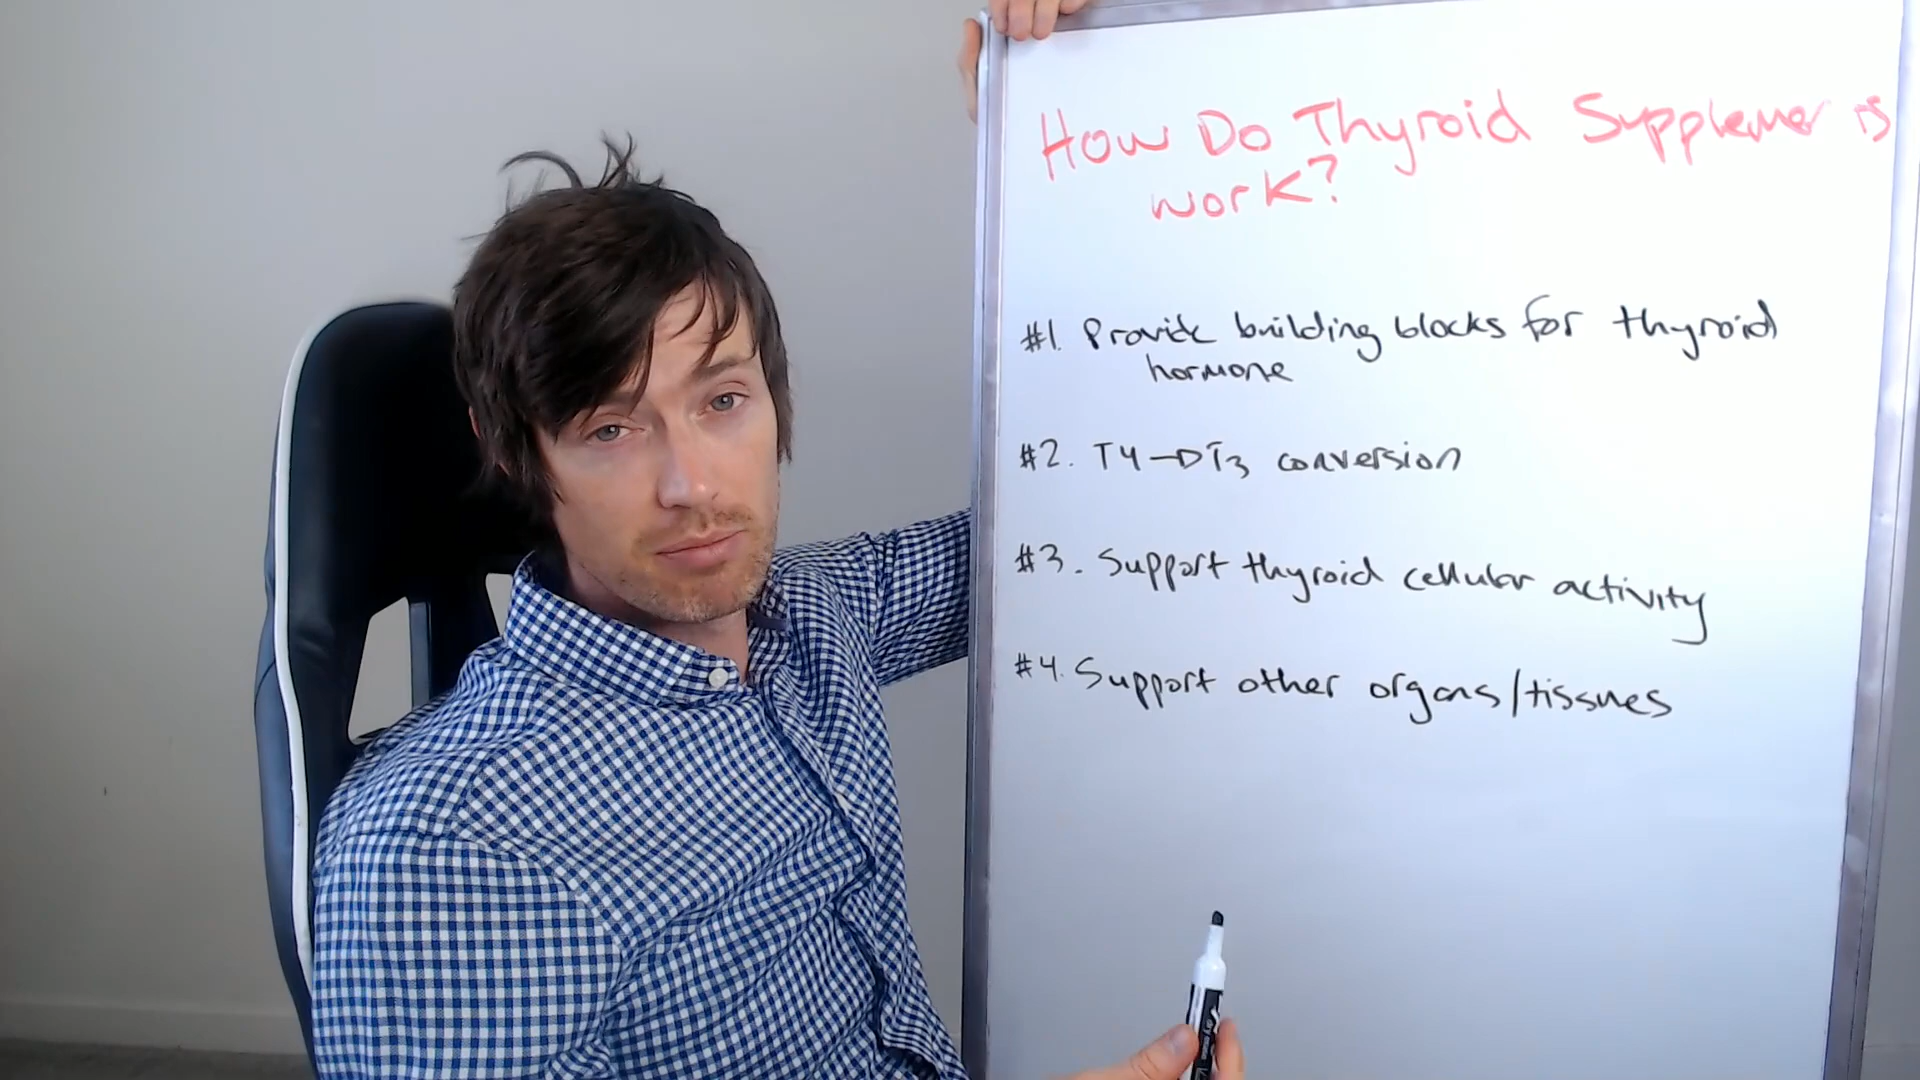 How Do Thyroid Supplements
work?
#1. Provide building blocks for thyroid
hormone
#2. T4→T3 conversion
#3. Support thyroid cellular activity
#4. Support other organs/tissues